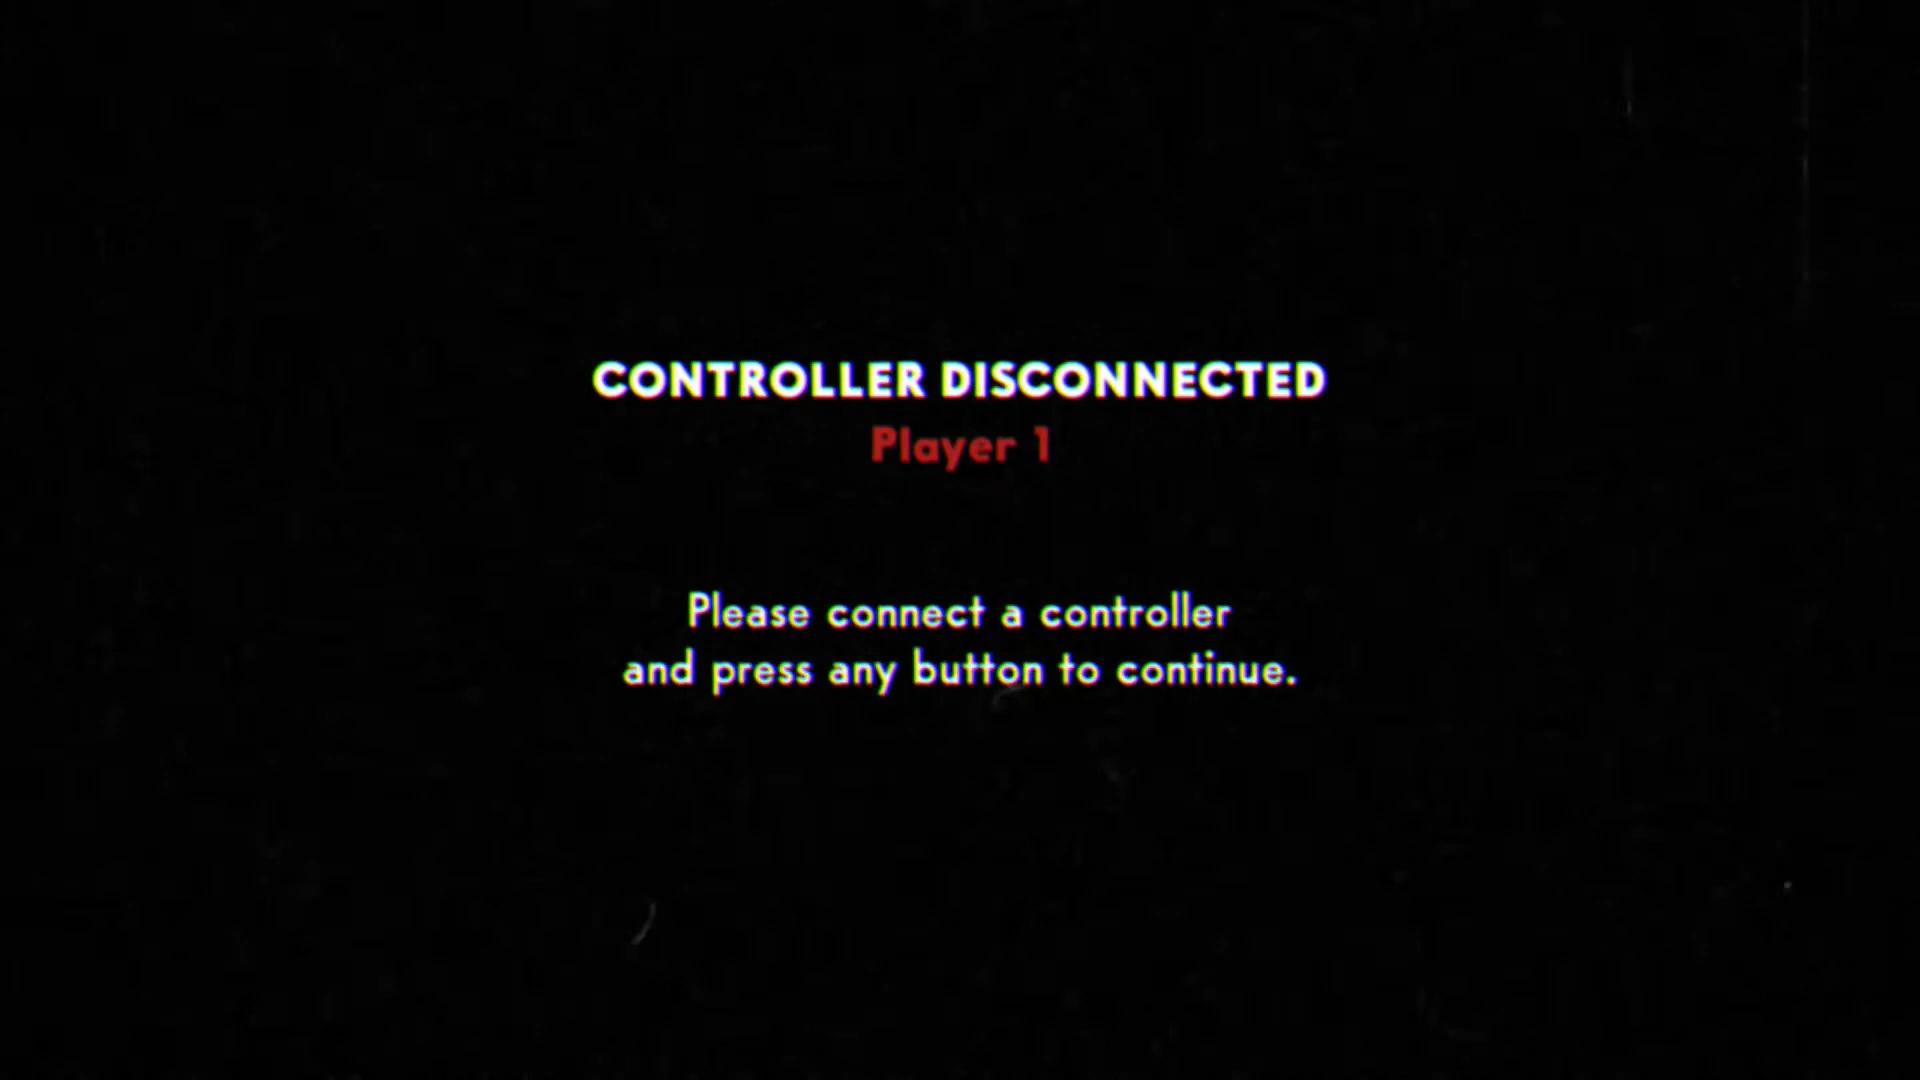 CONTROLLER DISCONNECTED
Player 1
Please connect a controller
and press any button to continue.